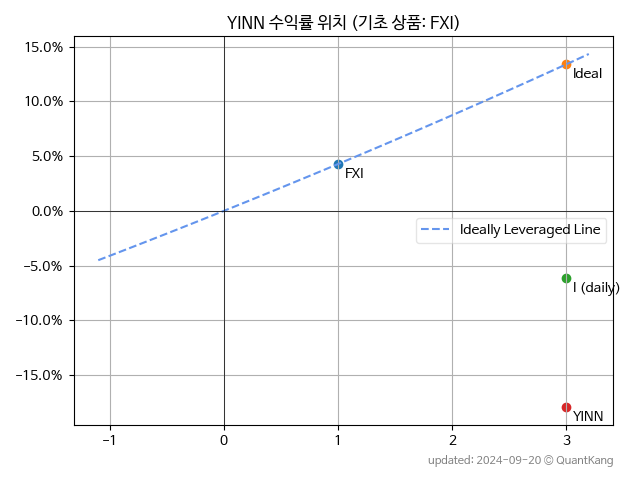 YINN 수익률 위치 (기초 상품: FXI)
15.0%
Ideal
10.0%
5.0%
FXI
0.0%
Ideally Leveraged Line
−5.0%
I (daily)
−10.0%
−15.0%
YINN
−1 0 1 2 3
updated: 2024-09-20 © QuantKang